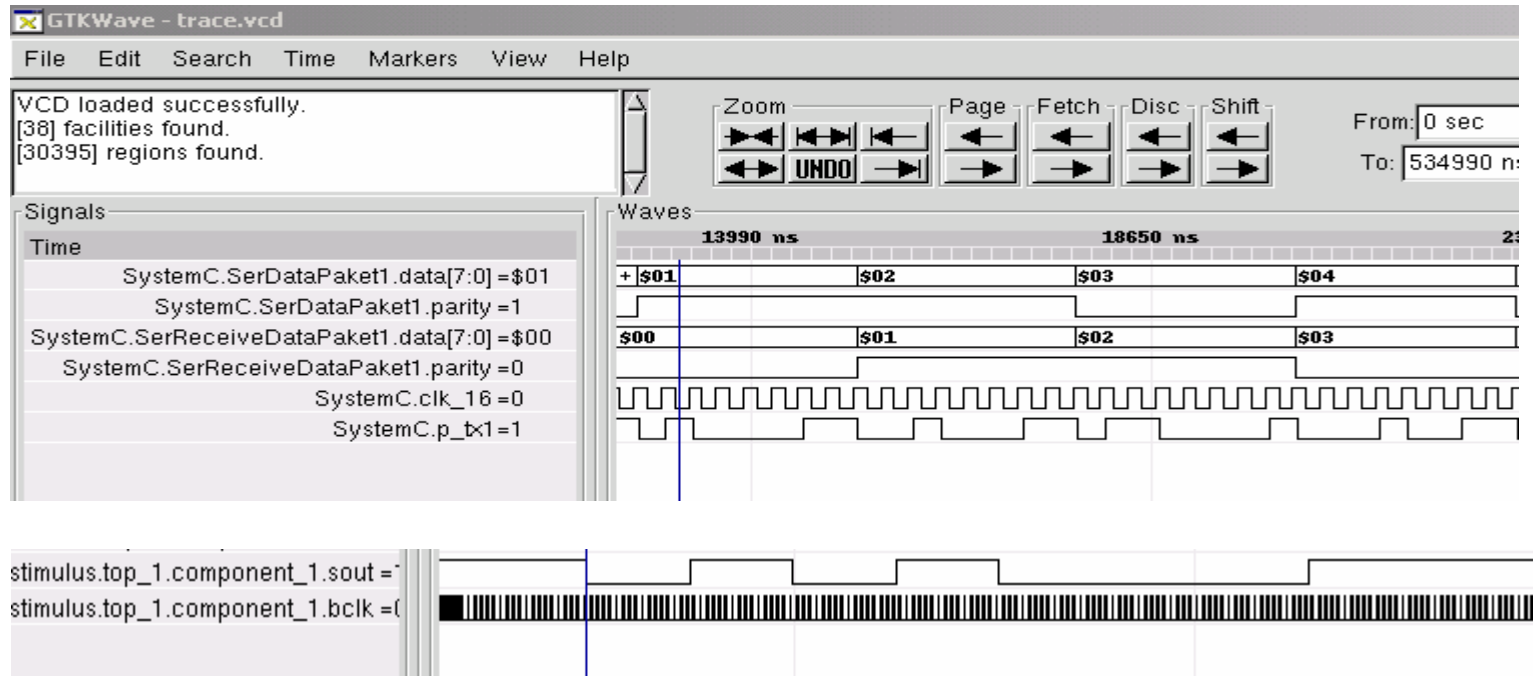 GTKWave - trace.vcd
File Edit Search Time Markers View Help
VCD loaded successfully.
[38] facilities found.
[30395] regions found.
Zoom Page Fetch Disc Shift
UNDO
From: 0 sec
To: 534990 ns
Signals
Waves
Time
13990 ns 18650 ns 23
SystemC.SerDataPaket1.data[7:0] =$01
+ $01 $02 $03 $04
SystemC.SerDataPaket1.parity =1
SystemC.SerReceiveDataPaket1.data[7:0] =$00
$00 $01 $02 $03
SystemC.SerReceiveDataPaket1.parity =0
SystemC.clk_16 =0
SystemC.p_tx1=1
stimulus.top_1.component_1.sout =
stimulus.top_1.component_1.bclk =